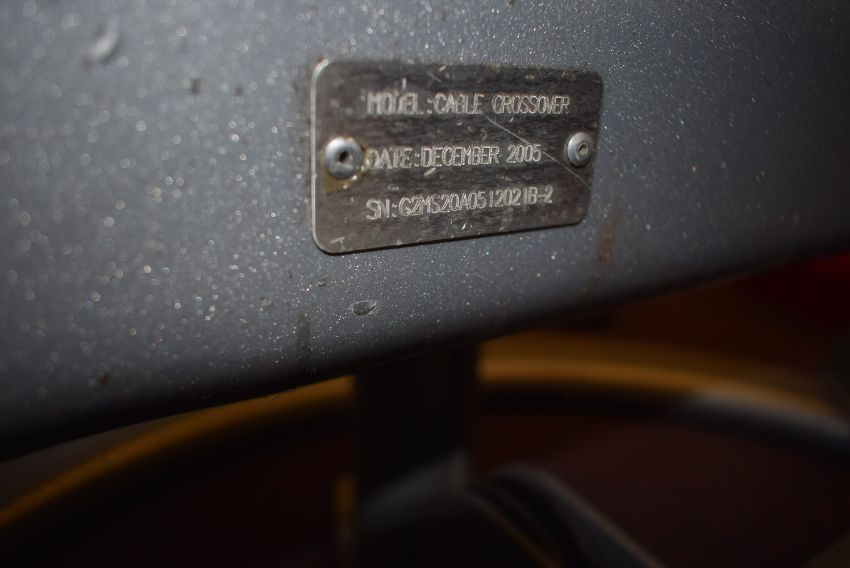 MODEL:CABLE CROSSOVER
DATE:DECEMBER 2005
SN:G2MS20A0512021B-2